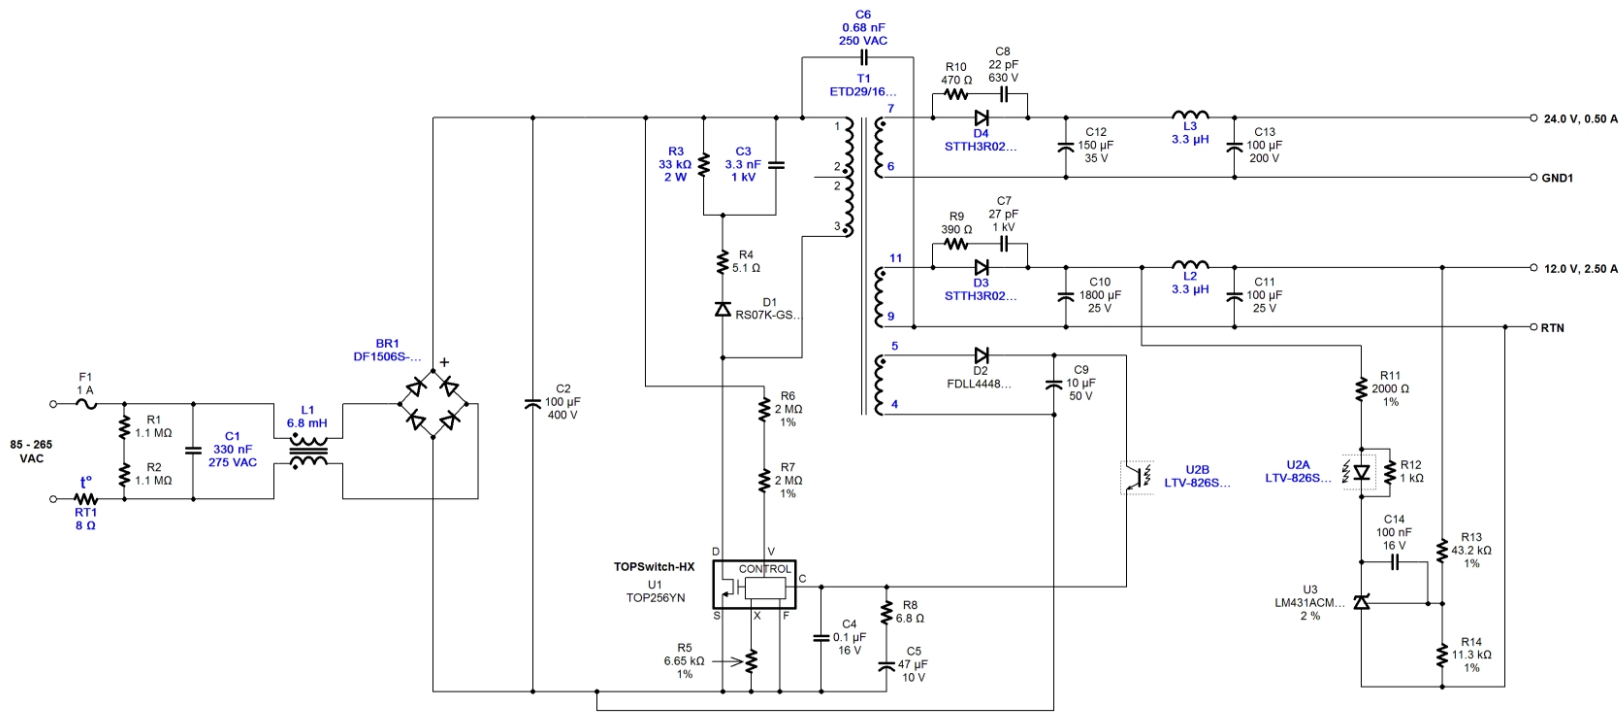 C6
0.68 nF
250 VAC
T1
ETD29/16...
R10
470 Ω
C8
22 pF
630 V
D4
STTH3R02...
C12
150 µF
35 V
L3
3.3 µH
C13
100 µF
200 V
24.0 V, 0.50 A
GND1
1
2
2
3
7
6
R3
33 kΩ
2 W
C3
3.3 nF
1 kV
R4
5.1 Ω
D1
RS07K-GS...
R9
390 Ω
C7
27 pF
1 kV
11
9
D3
STTH3R02...
C10
1800 µF
25 V
L2
3.3 µH
C11
100 µF
25 V
12.0 V, 2.50 A
RTN
5
4
D2
FDLL4448...
C9
10 µF
50 V
BR1
DF1506S-...
+
F1
1 A
85 - 265
VAC
R1
1.1 MΩ
R2
1.1 MΩ
t°
RT1
8 Ω
C1
330 nF
275 VAC
L1
6.8 mH
C2
100 µF
400 V
R6
2 MΩ
1%
R7
2 MΩ
1%
R11
2000 Ω
1%
U2B
LTV-826S...
U2A
LTV-826S...
R12
1 kΩ
C14
100 nF
16 V
R13
43.2 kΩ
1%
TOPSwitch-HX
U1
TOP256YN
D
V
CONTROL
C
S
X
F
R5
6.65 kΩ
1%
C4
0.1 µF
16 V
R8
6.8 Ω
C5
47 µF
10 V
U3
LM431ACM...
2 %
R14
11.3 kΩ
1%